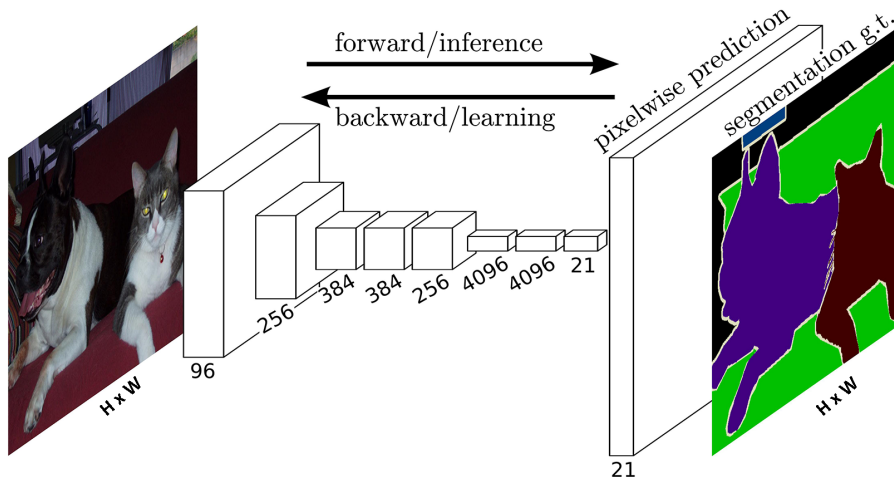 forward/inference
backward/learning
pixelwise prediction
segmentation g.t.
96
256
384
384
256
4096
4096
21
21
H x W
H x W